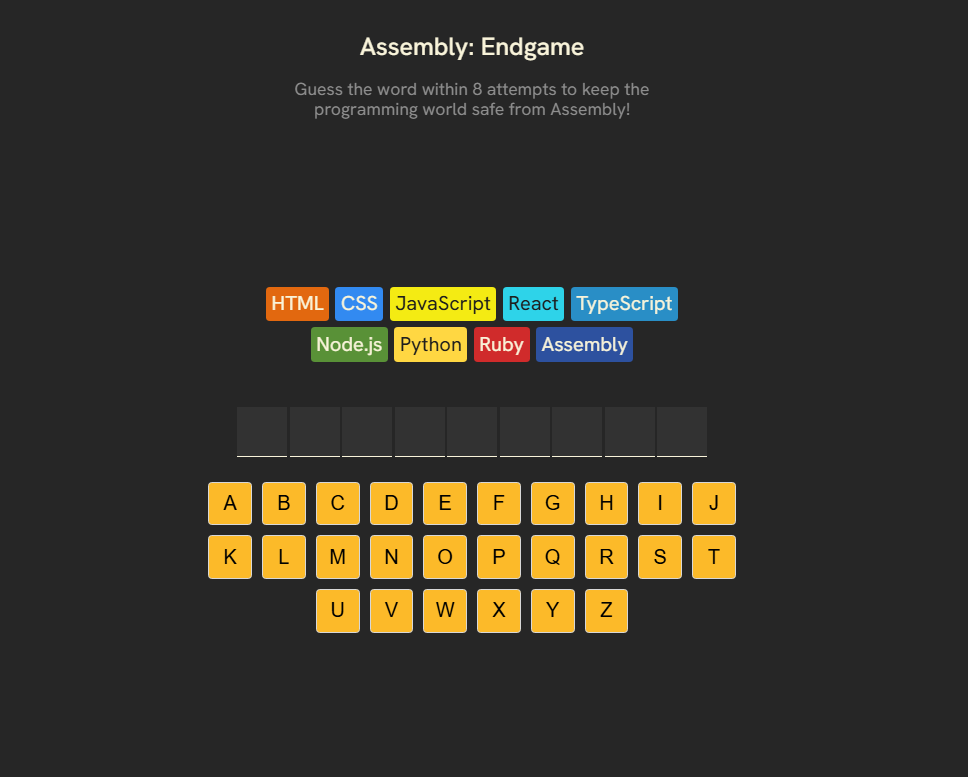 Assembly: Endgame
Guess the word within 8 attempts to keep the
programming world safe from Assembly!
HTML CSS JavaScript React TypeScript
Node.js Python Ruby Assembly
A B C D E F G H I J
K L M N O P Q R S T
U V W X Y Z